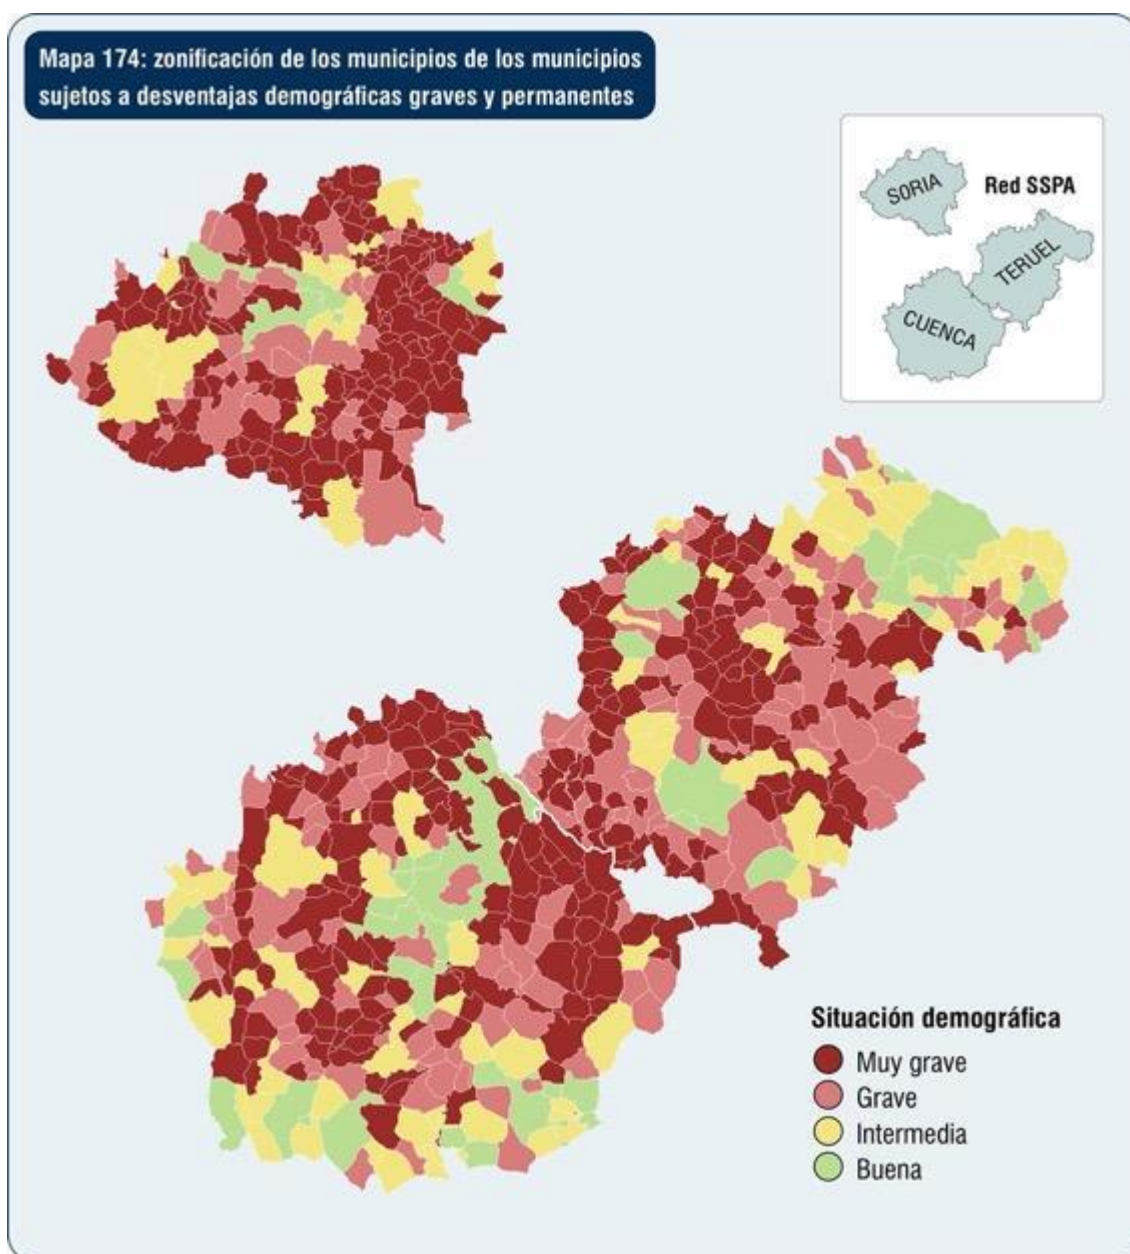 Mapa 174: zonificación de los municipios de los municipios
sujetos a desventajas demográficas graves y permanentes
SORIA
Red SSPA
TERUEL
CUENCA
Situación demográfica
Muy grave
Grave
Intermedia
Buena